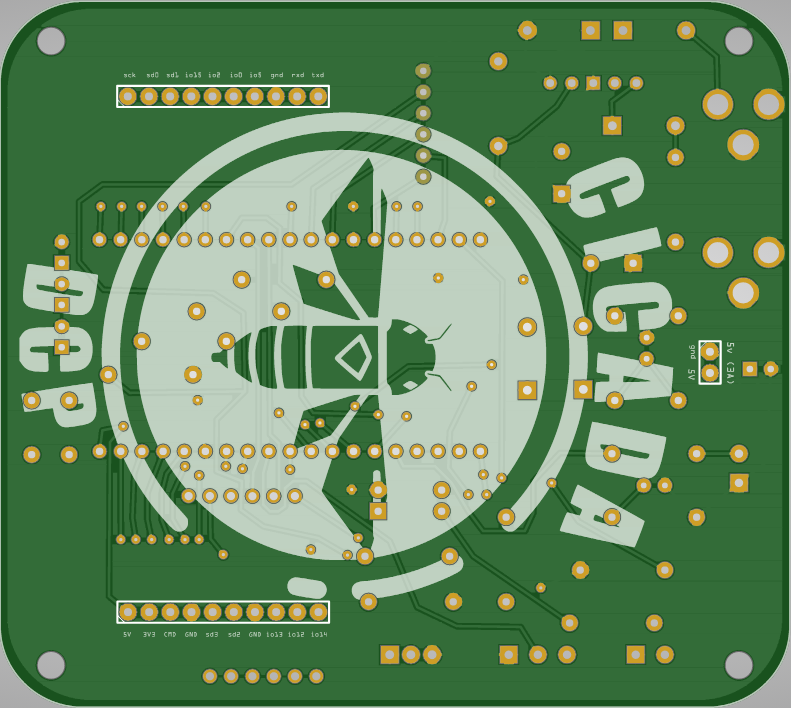 sck sd0 sd1 io15 io2 io0 io5 gnd rxd txd
CICADA
DCP
gnd 5V
5V (3A)
5V 3V3 CMD GND sd3 sd2 GND io13 io12 io14